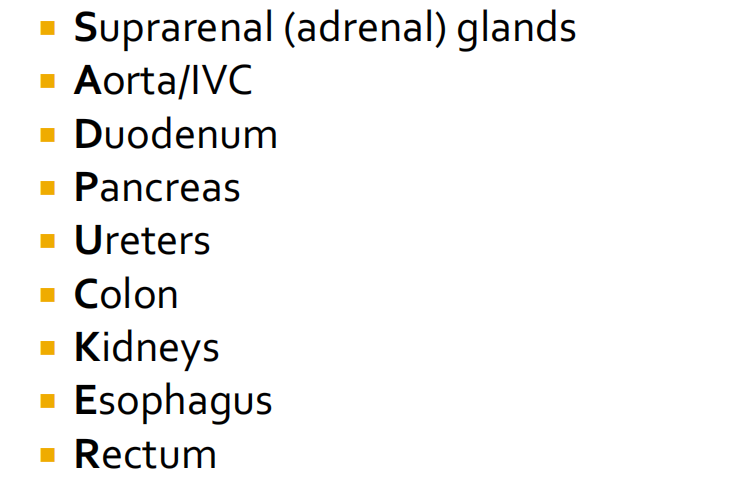 Suprarenal (adrenal) glands
Aorta/IVC
Duodenum
Pancreas
Ureters
Colon
Kidneys
Esophagus
Rectum